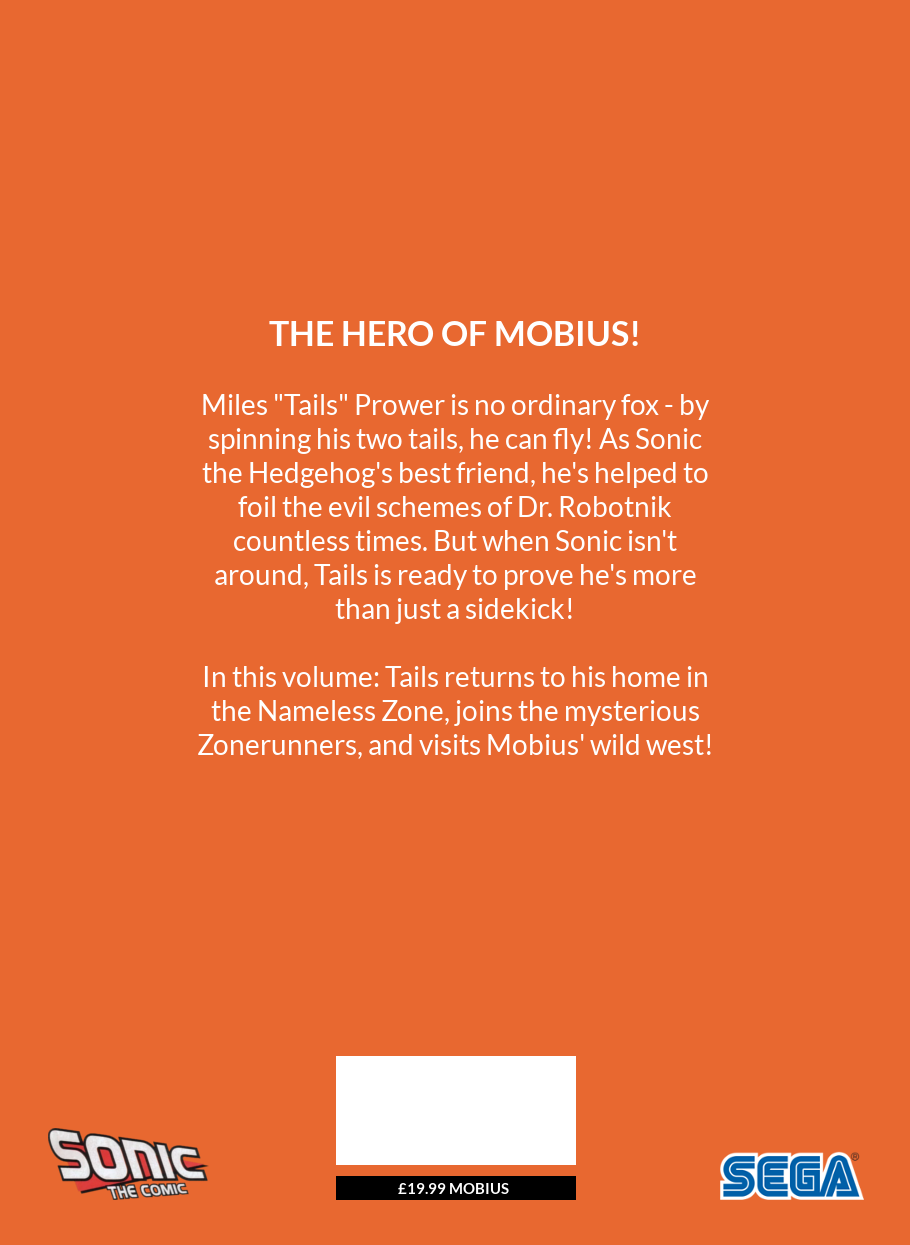 THE HERO OF MOBIUS!
Miles "Tails" Prower is no ordinary fox - by
spinning his two tails, he can fly! As Sonic
the Hedgehog's best friend, he's helped to
foil the evil schemes of Dr. Robotnik
countless times. But when Sonic isn't
around, Tails is ready to prove he's more
than just a sidekick!
In this volume: Tails returns to his home in
the Nameless Zone, joins the mysterious
Zonerunners, and visits Mobius' wild west!
SONIC
THE COMIC
£19.99 MOBIUS
SEGA®